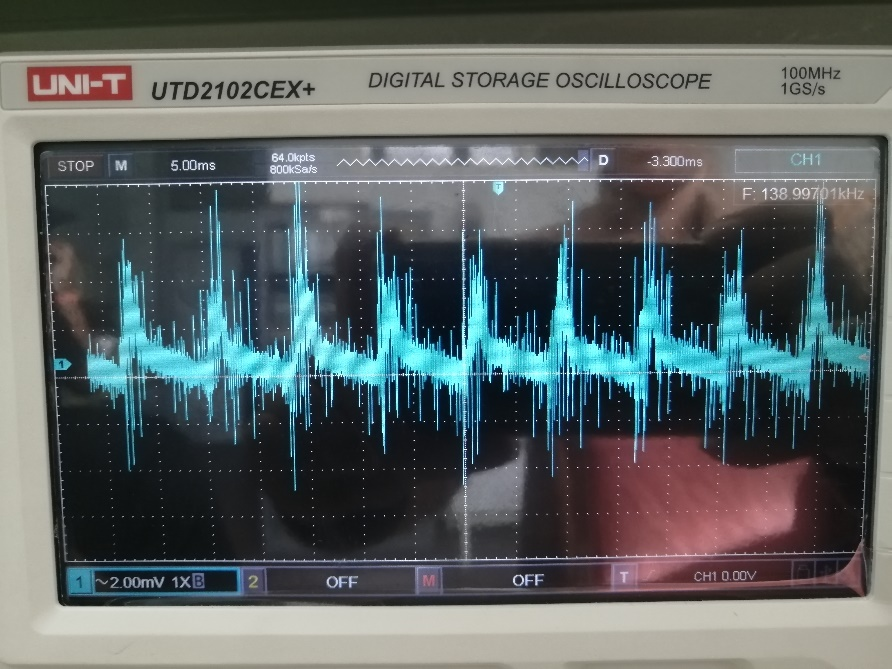 UNI-T UTD2102CEX+ DIGITAL STORAGE OSCILLOSCOPE 100MHz
1GS/s
STOP M 5.00ms 64.0kpts D -3.300ms CH1
800kSa/s
T
F: 138.99701kHz
1
1 ~2.00mV 1X B 2 OFF M OFF T CH1 0.00V